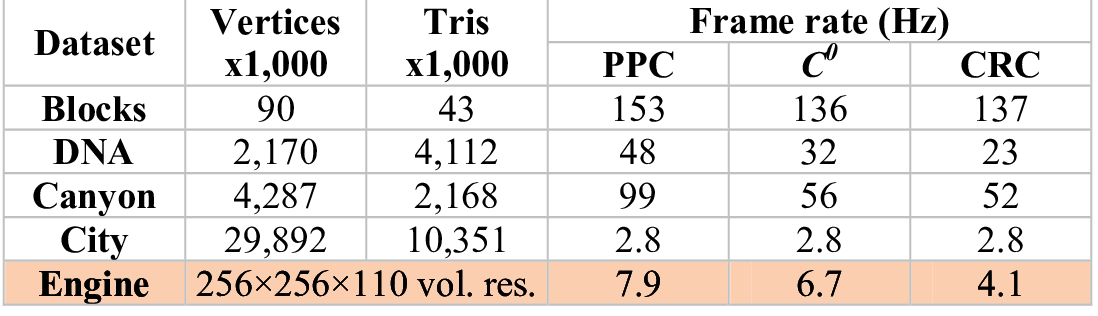 Dataset Vertices x1,000 Tris x1,000 Frame rate (Hz)
PPC C⁰ CRC
Blocks 90 43 153 136 137
DNA 2,170 4,112 48 32 23
Canyon 4,287 2,168 99 56 52
City 29,892 10,351 2.8 2.8 2.8
Engine 256×256×110 vol. res. 7.9 6.7 4.1